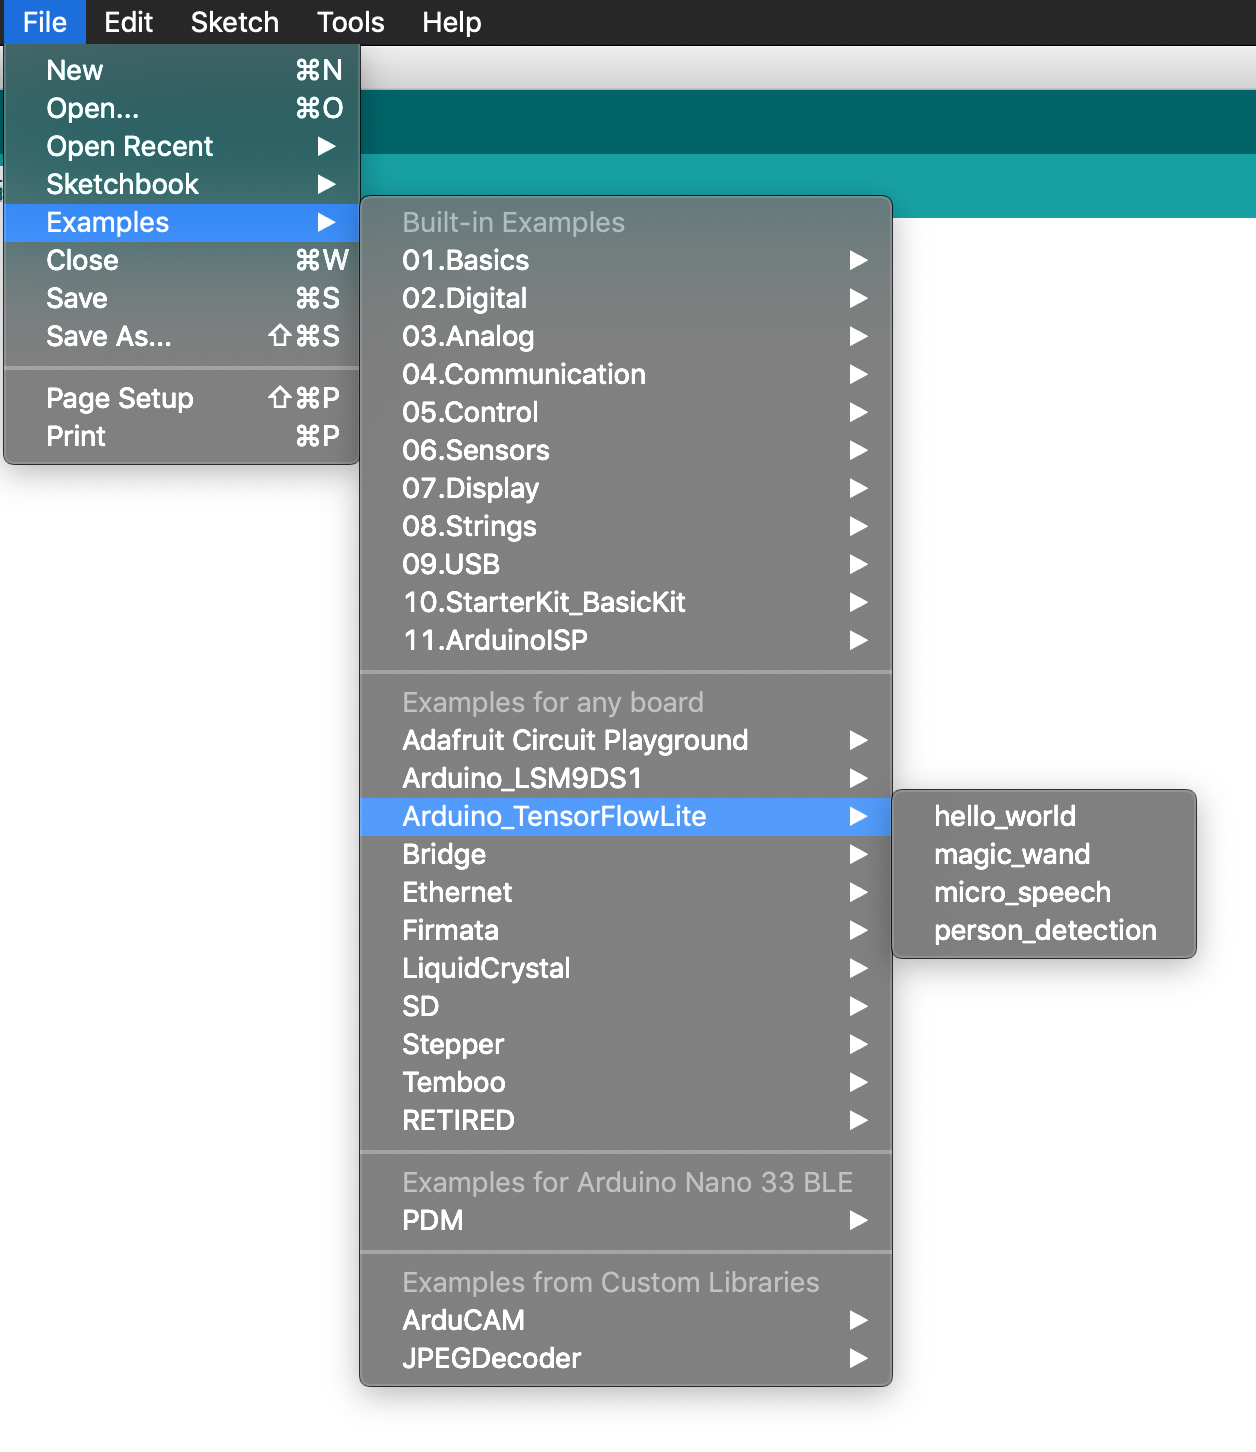 File Edit Sketch Tools Help
New ⌘N
Open... ⌘O
Open Recent ▶
Sketchbook ▶
Examples ▶
Close ⌘W
Save ⌘S
Save As... ⇧⌘S
Page Setup ⇧⌘P
Print ⌘P
Built-in Examples
01.Basics ▶
02.Digital ▶
03.Analog ▶
04.Communication ▶
05.Control ▶
06.Sensors ▶
07.Display ▶
08.Strings ▶
09.USB ▶
10.StarterKit_BasicKit ▶
11.ArduinoISP ▶
Examples for any board
Adafruit Circuit Playground ▶
Arduino_LSM9DS1 ▶
Arduino_TensorFlowLite ▶
Bridge ▶
Ethernet ▶
Firmata ▶
LiquidCrystal ▶
SD ▶
Stepper ▶
Temboo ▶
RETIRED ▶
Examples for Arduino Nano 33 BLE
PDM ▶
Examples from Custom Libraries
ArduCAM ▶
JPEGDecoder ▶
hello_world
magic_wand
micro_speech
person_detection